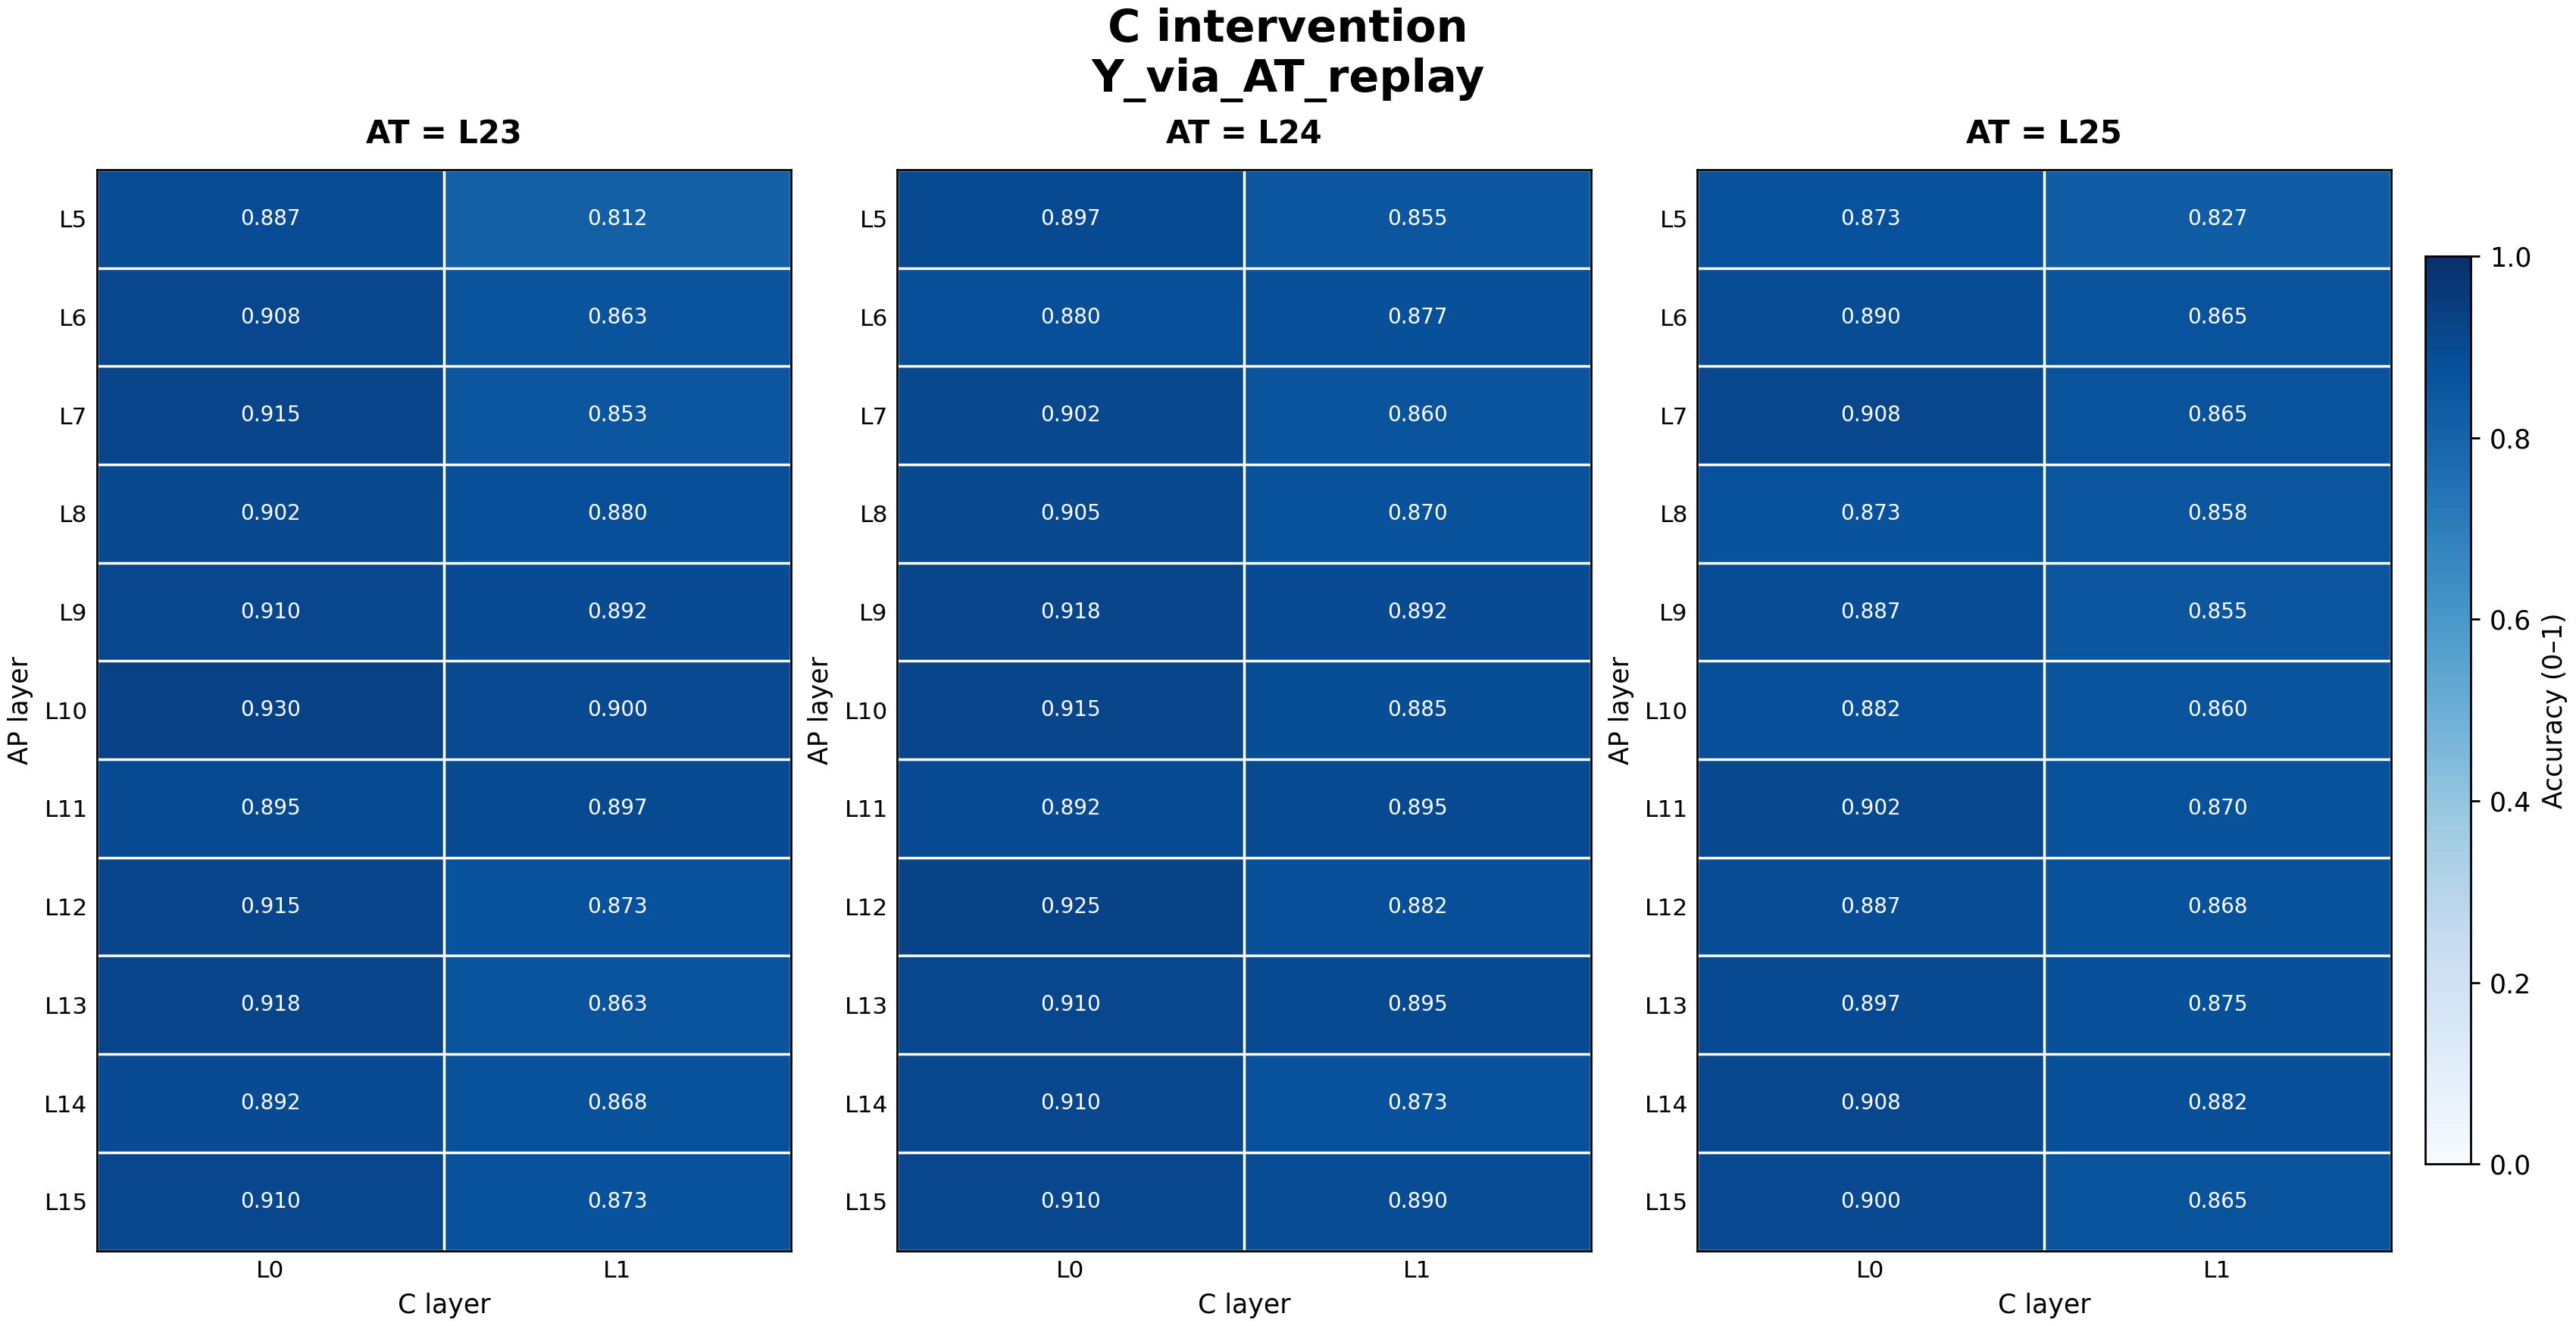 C intervention
Y_via_AT_replay
AT = L23 AT = L24 AT = L25
L5 0.887 0.812 L5 0.897 0.855 L5 0.873 0.827
1.0
L6 0.908 0.863 L6 0.880 0.877 L6 0.890 0.865
L7 0.915 0.853 L7 0.902 0.860 L7 0.908 0.865
0.8
L8 0.902 0.880 L8 0.905 0.870 L8 0.873 0.858
L9 0.910 0.892 L9 0.918 0.892 L9 0.887 0.855
0.6
AP layer AP layer AP layer Accuracy (0–1)
L10 0.930 0.900 L10 0.915 0.885 L10 0.882 0.860
L11 0.895 0.897 L11 0.892 0.895 L11 0.902 0.870
0.4
L12 0.915 0.873 L12 0.925 0.882 L12 0.887 0.868
L13 0.918 0.863 L13 0.910 0.895 L13 0.897 0.875
0.2
L14 0.892 0.868 L14 0.910 0.873 L14 0.908 0.882
0.0
L15 0.910 0.873 L15 0.910 0.890 L15 0.900 0.865
L0 L1 L0 L1 L0 L1
C layer C layer C layer